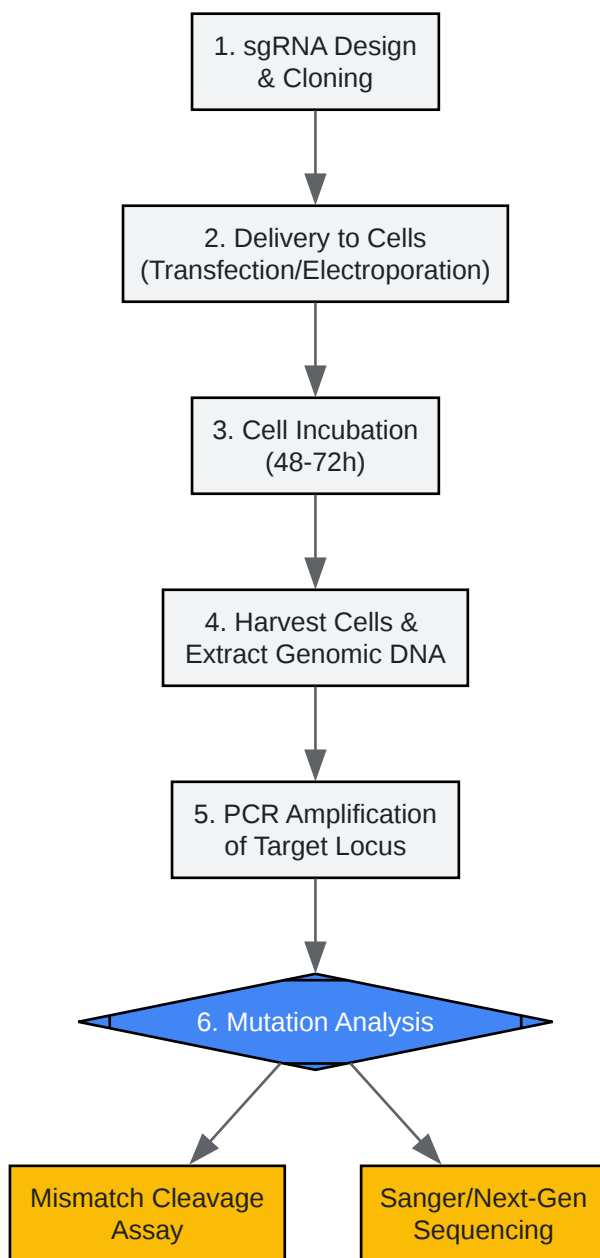 1. sgRNA Design
& Cloning
2. Delivery to Cells
(Transfection/Electroporation)
3. Cell Incubation
(48-72h)
4. Harvest Cells &
Extract Genomic DNA
5. PCR Amplification
of Target Locus
6. Mutation Analysis
Mismatch Cleavage
Assay
Sanger/Next-Gen
Sequencing